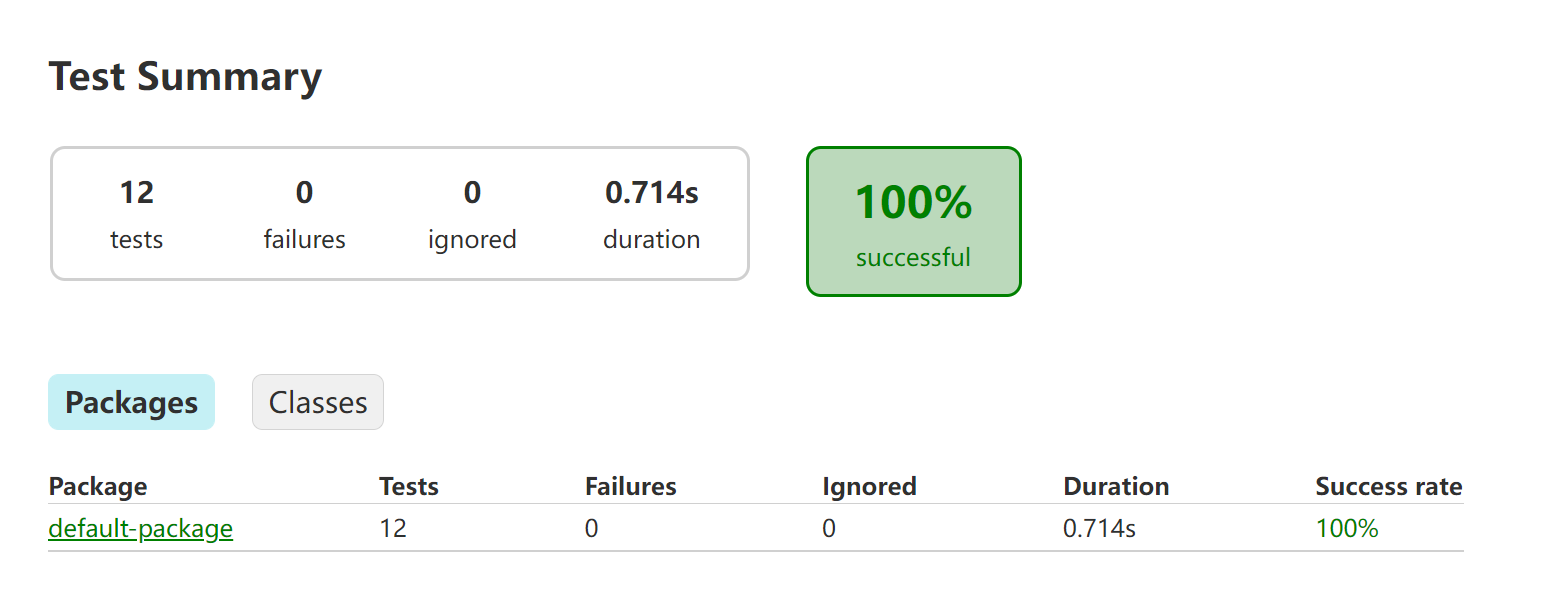 Test Summary
12 0 0 0.714s
tests failures ignored duration
100%
successful
Packages Classes
Package Tests Failures Ignored Duration Success rate
default-package 12 0 0 0.714s 100%